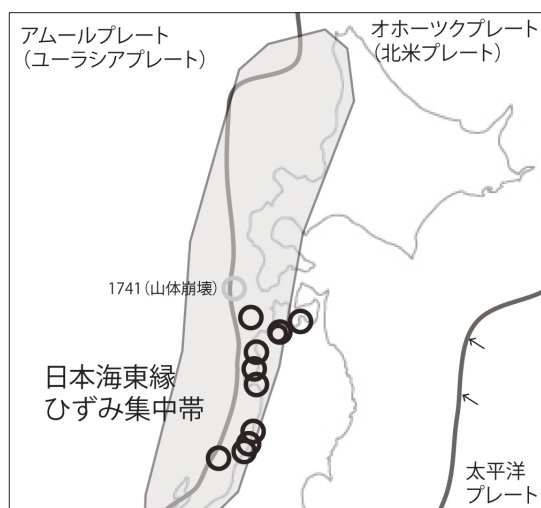 アムールプレート
（ユーラシアプレート）
オホーツクプレート
（北米プレート）
1741（山体崩壊）
日本海東縁
ひずみ集中帯
太平洋
プレート